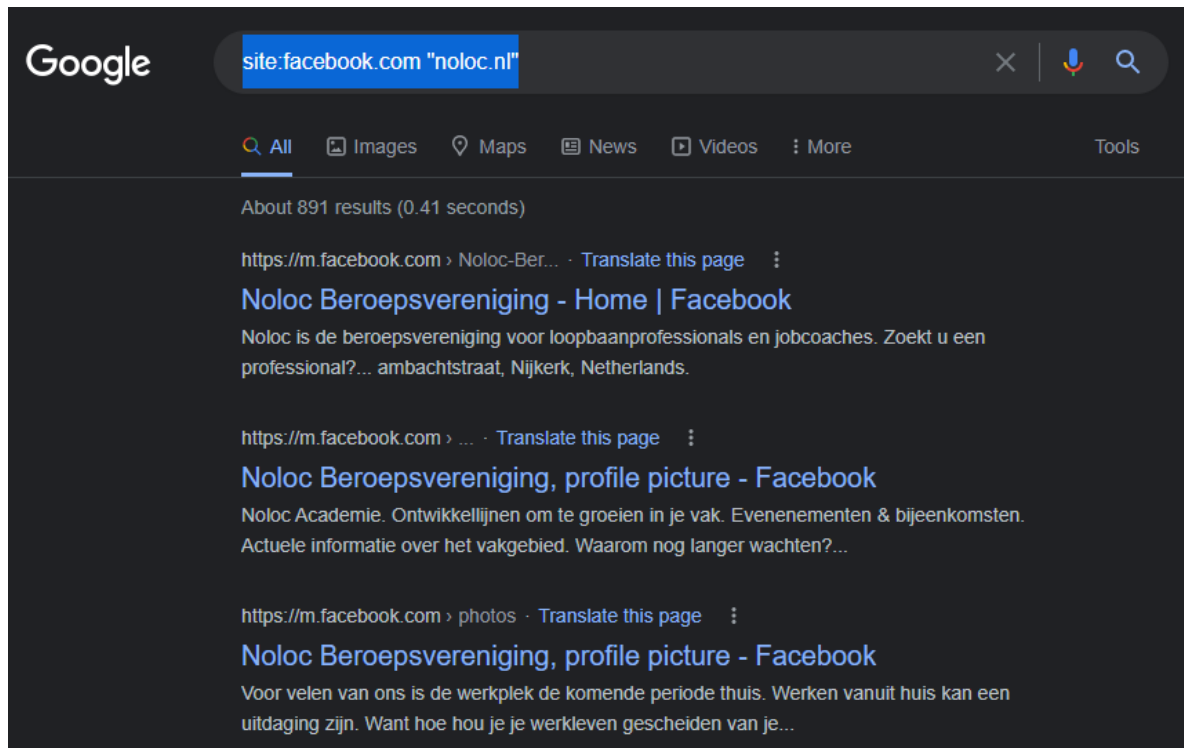 Google
site:facebook.com "noloc.nl"
All Images Maps News Videos More Tools
About 891 results (0.41 seconds)
https://m.facebook.com › Noloc-Ber... · Translate this page
Noloc Beroepsvereniging - Home | Facebook
Noloc is de beroepsvereniging voor loopbaanprofessionals en jobcoaches. Zoekt u een
professional?... ambachtstraat, Nijkerk, Netherlands.
https://m.facebook.com › ... · Translate this page
Noloc Beroepsvereniging, profile picture - Facebook
Noloc Academie. Ontwikkellijnen om te groeien in je vak. Evenenementen & bijeenkomsten.
Actuele informatie over het vakgebied. Waarom nog langer wachten?...
https://m.facebook.com › photos · Translate this page
Noloc Beroepsvereniging, profile picture - Facebook
Voor velen van ons is de werkplek de komende periode thuis. Werken vanuit huis kan een
uitdaging zijn. Want hoe hou je je werkleven gescheiden van je...